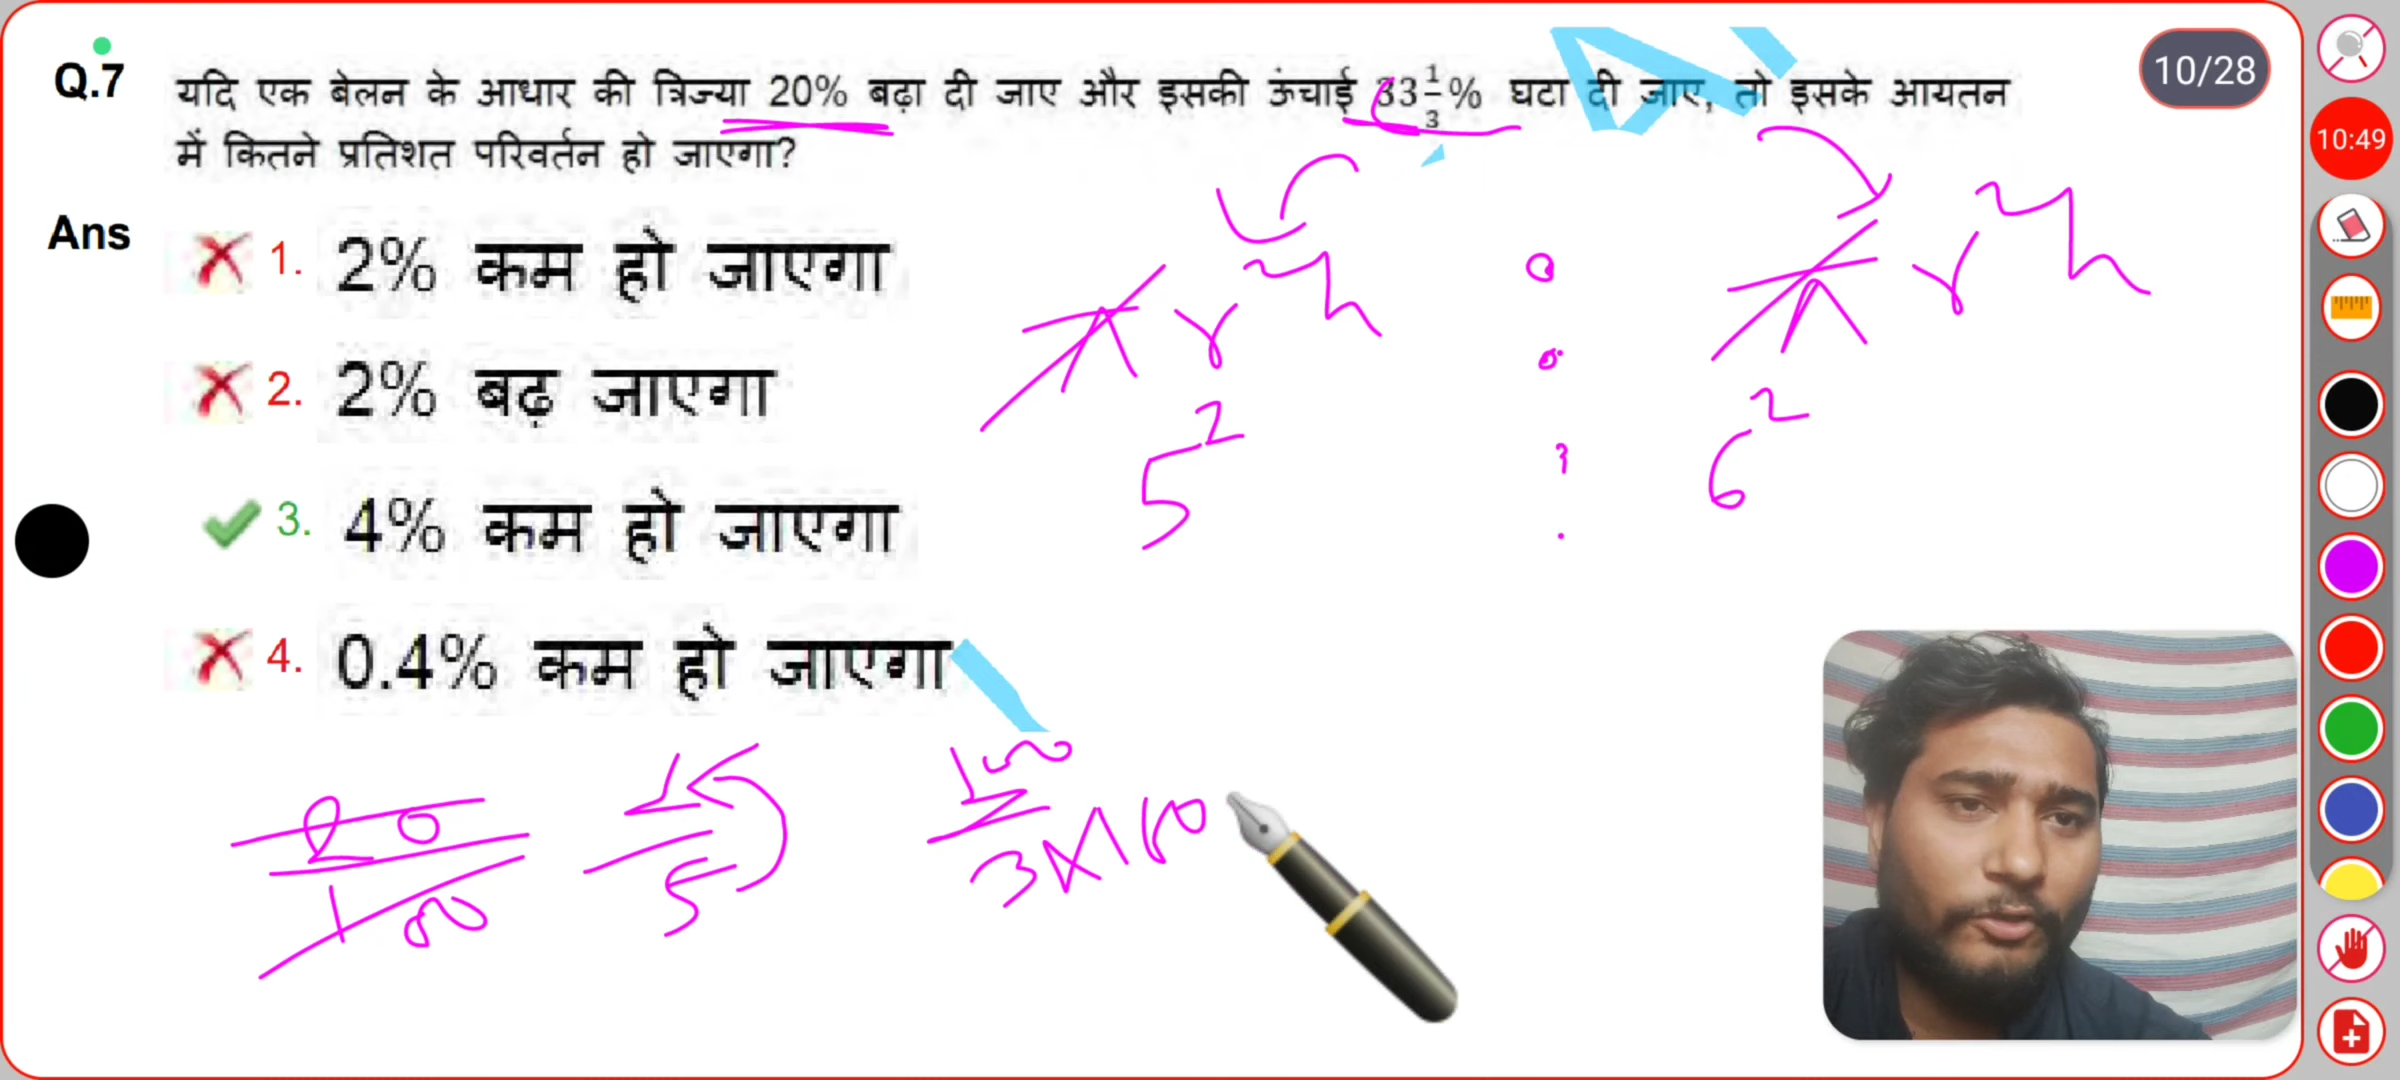 Q.7 यदि एक बेलन के आधार की त्रिज्या 20% बढ़ा दी जाए और इसकी ऊंचाई 33 1/3 % घटा दी जाए, तो इसके आयतन
में कितने प्रतिशत परिवर्तन हो जाएगा?
10/28
10:49
Ans
1. 2% कम हो जाएगा
2. 2% बढ़ जाएगा
3. 4% कम हो जाएगा
4. 0.4% कम हो जाएगा
π r² h : π r² h
5² : 6²
20/100 1/5 100/3×100